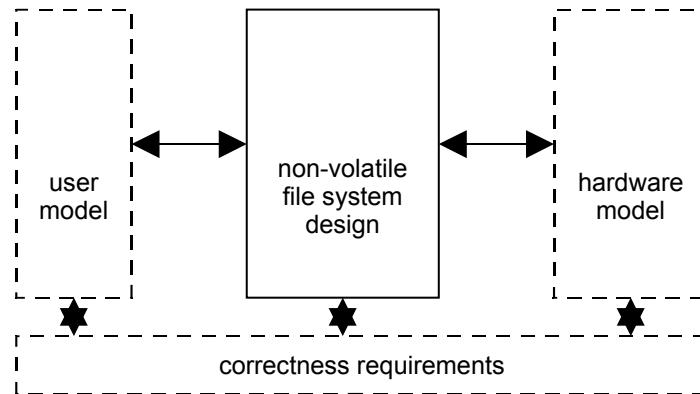 user
model
non-volatile
file system
design
hardware
model
correctness requirements